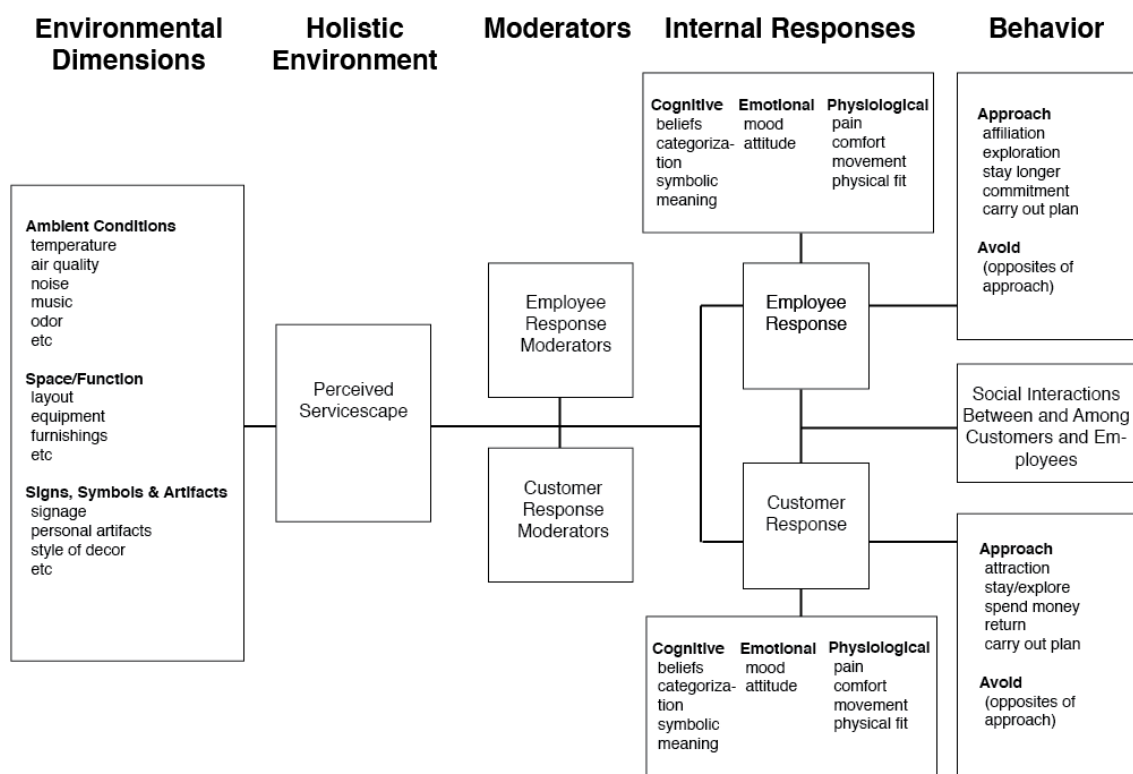 Environmental
Dimensions
Holistic
Environment
Moderators
Internal Responses
Behavior
Ambient Conditions
temperature
air quality
noise
music
odor
etc
Space/Function
layout
equipment
furnishings
etc
Signs, Symbols & Artifacts
signage
personal artifacts
style of decor
etc
Perceived
Servicescape
Employee
Response
Moderators
Customer
Response
Moderators
Cognitive
beliefs
categoriza-
tion
symbolic
meaning
Emotional
mood
attitude
Physiological
pain
comfort
movement
physical fit
Employee
Response
Customer
Response
Cognitive
beliefs
categoriza-
tion
symbolic
meaning
Emotional
mood
attitude
Physiological
pain
comfort
movement
physical fit
Approach
affiliation
exploration
stay longer
commitment
carry out plan
Avoid
(opposites of
approach)
Social Interactions
Between and Among
Customers and Em-
ployees
Approach
attraction
stay/explore
spend money
return
carry out plan
Avoid
(opposites of
approach)